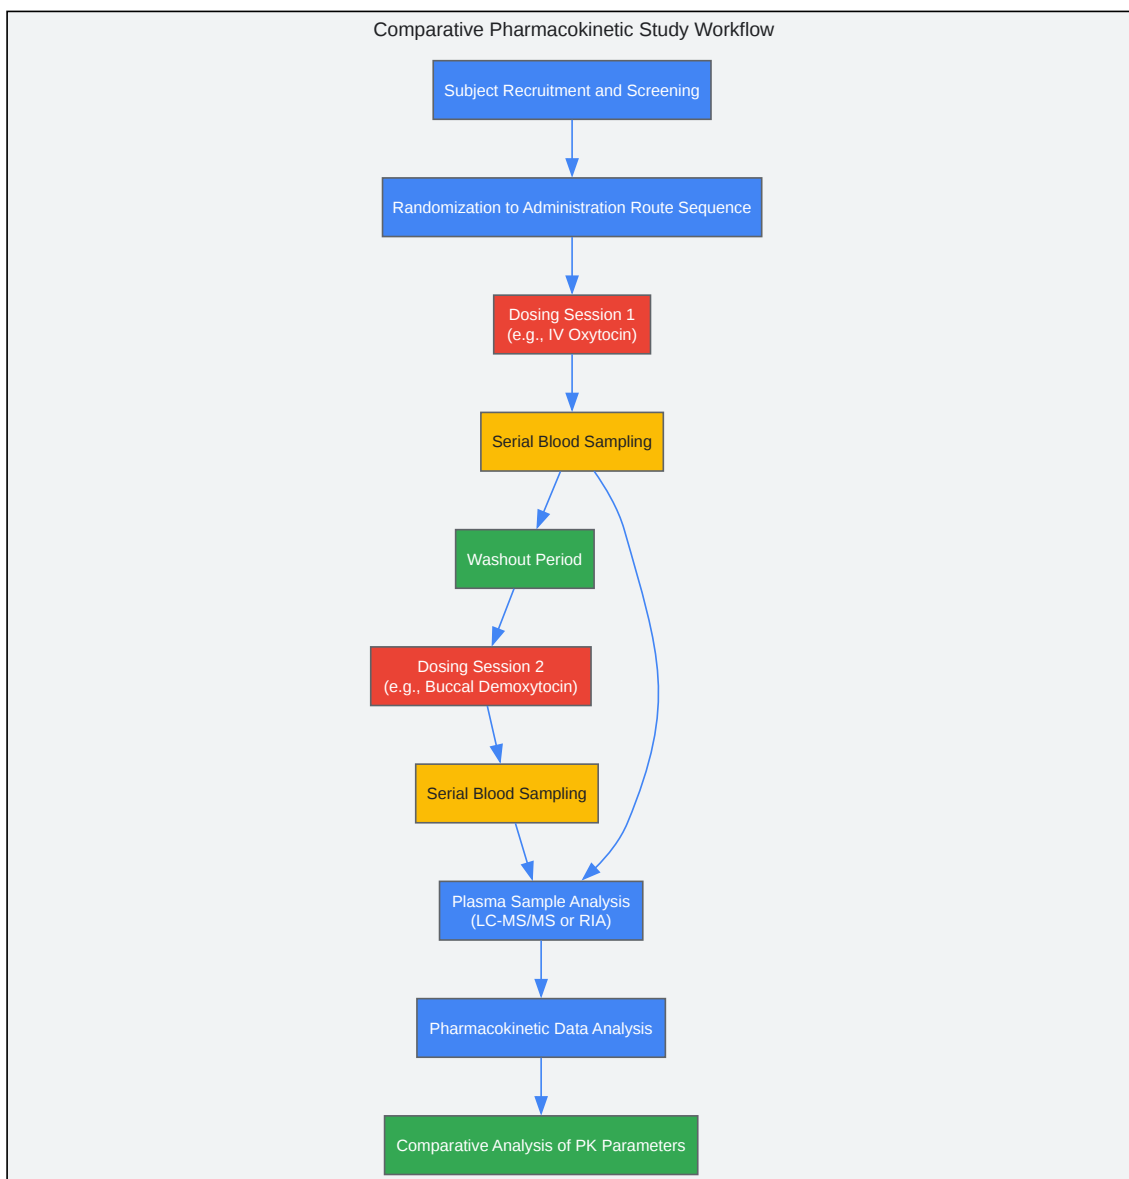 Comparative Pharmacokinetic Study Workflow
Subject Recruitment and Screening
Randomization to Administration Route Sequence
Dosing Session 1
(e.g., IV Oxytocin)
Serial Blood Sampling
Washout Period
Dosing Session 2
(e.g., Buccal Demoxytocin)
Serial Blood Sampling
Plasma Sample Analysis
(LC-MS/MS or RIA)
Pharmacokinetic Data Analysis
Comparative Analysis of PK Parameters